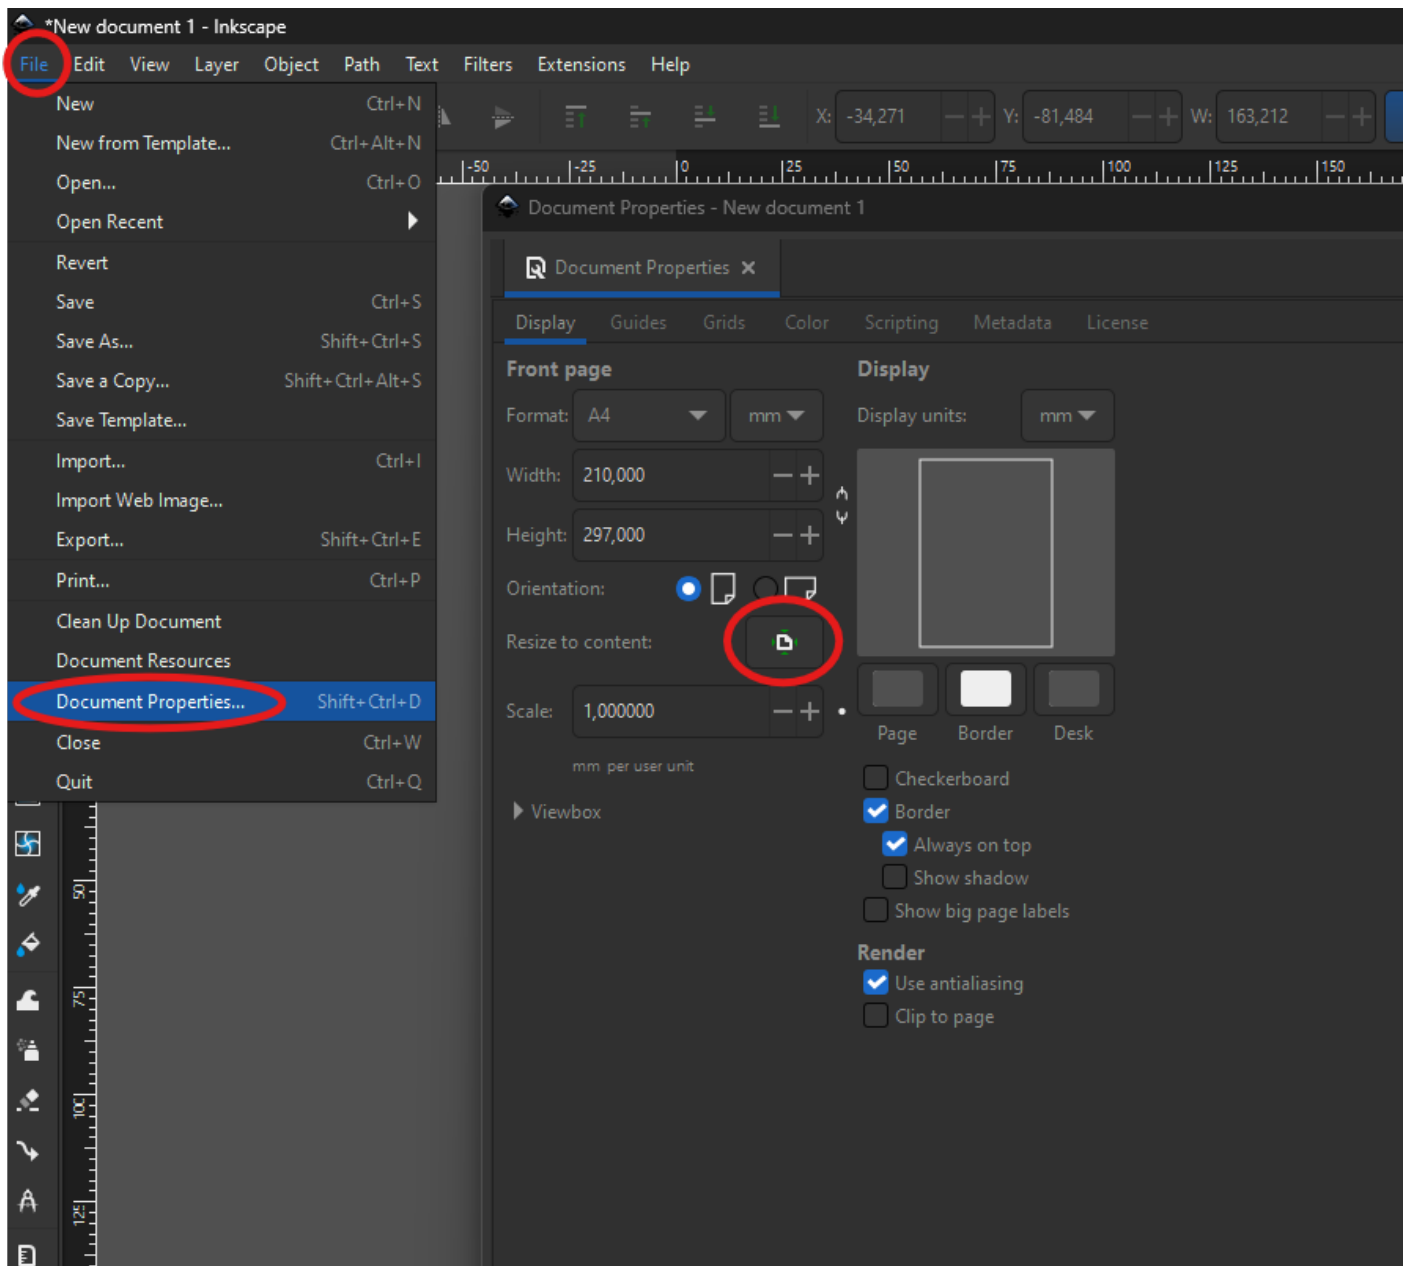 *New document 1 - Inkscape
File Edit View Layer Object Path Text Filters Extensions Help
X: -34,271 Y: -81,484 W: 163,212
-50 -25 0 25 50 75 100 125 150
New Ctrl+N
New from Template... Ctrl+Alt+N
Open... Ctrl+O
Open Recent
Revert
Save Ctrl+S
Save As... Shift+Ctrl+S
Save a Copy... Shift+Ctrl+Alt+S
Save Template...
Import... Ctrl+I
Import Web Image...
Export... Shift+Ctrl+E
Print... Ctrl+P
Clean Up Document
Document Resources
Document Properties... Shift+Ctrl+D
Close Ctrl+W
Quit Ctrl+Q
50
75
100
125
Document Properties - New document 1
Document Properties
Display Guides Grids Color Scripting Metadata License
Front page
Format: A4 mm
Width: 210,000
Height: 297,000
Orientation:
Resize to content:
Scale: 1,000000
mm per user unit
Viewbox
Display
Display units: mm
Page Border Desk
Checkerboard
Border
Always on top
Show shadow
Show big page labels
Render
Use antialiasing
Clip to page